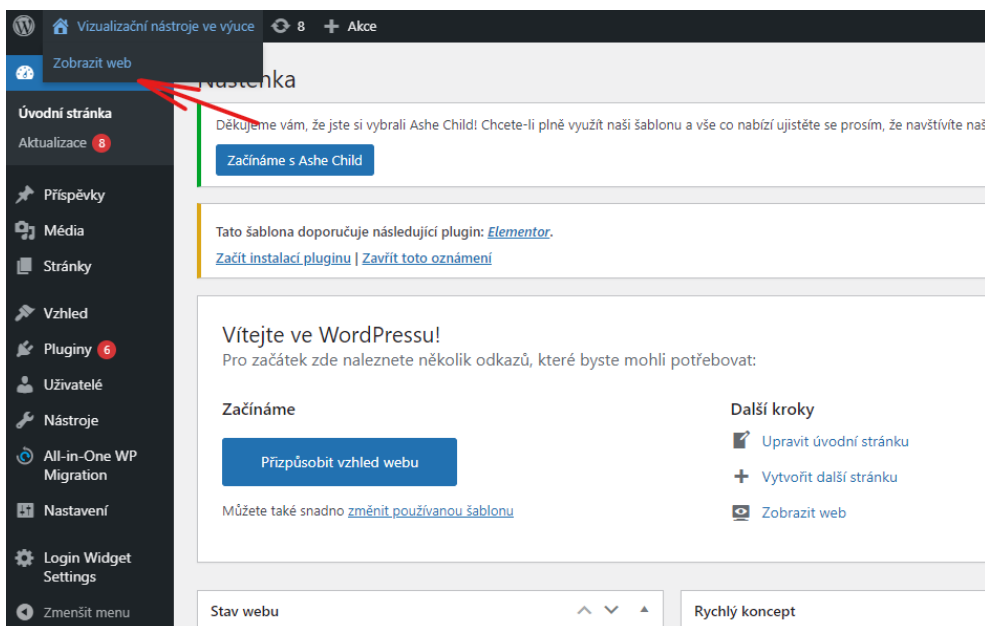 Vizualizační nástroje ve výuce 8 Akce
Zobrazit web
Nástěnka
Úvodní stránka
Aktualizace 8
Příspěvky
Média
Stránky
Vzhled
Pluginy 6
Uživatelé
Nástroje
All-in-One WP
Migration
Nastavení
Login Widget
Settings
Zmenšit menu
Děkujeme vám, že jste si vybrali Ashe Child! Chcete-li plně využít naši šablonu a vše co nabízí ujistěte se prosím, že navštívíte naš
Začínáme s Ashe Child
Tato šablona doporučuje následující plugin: Elementor.
Začít instalací pluginu | Zavřít toto oznámení
Vítejte ve WordPressu!
Pro začátek zde naleznete několik odkazů, které byste mohli potřebovat:
Začínáme
Přizpůsobit vzhled webu
Můžete také snadno změnit používanou šablonu
Další kroky
Upravit úvodní stránku
Vytvořit další stránku
Zobrazit web
Stav webu
Rychlý koncept